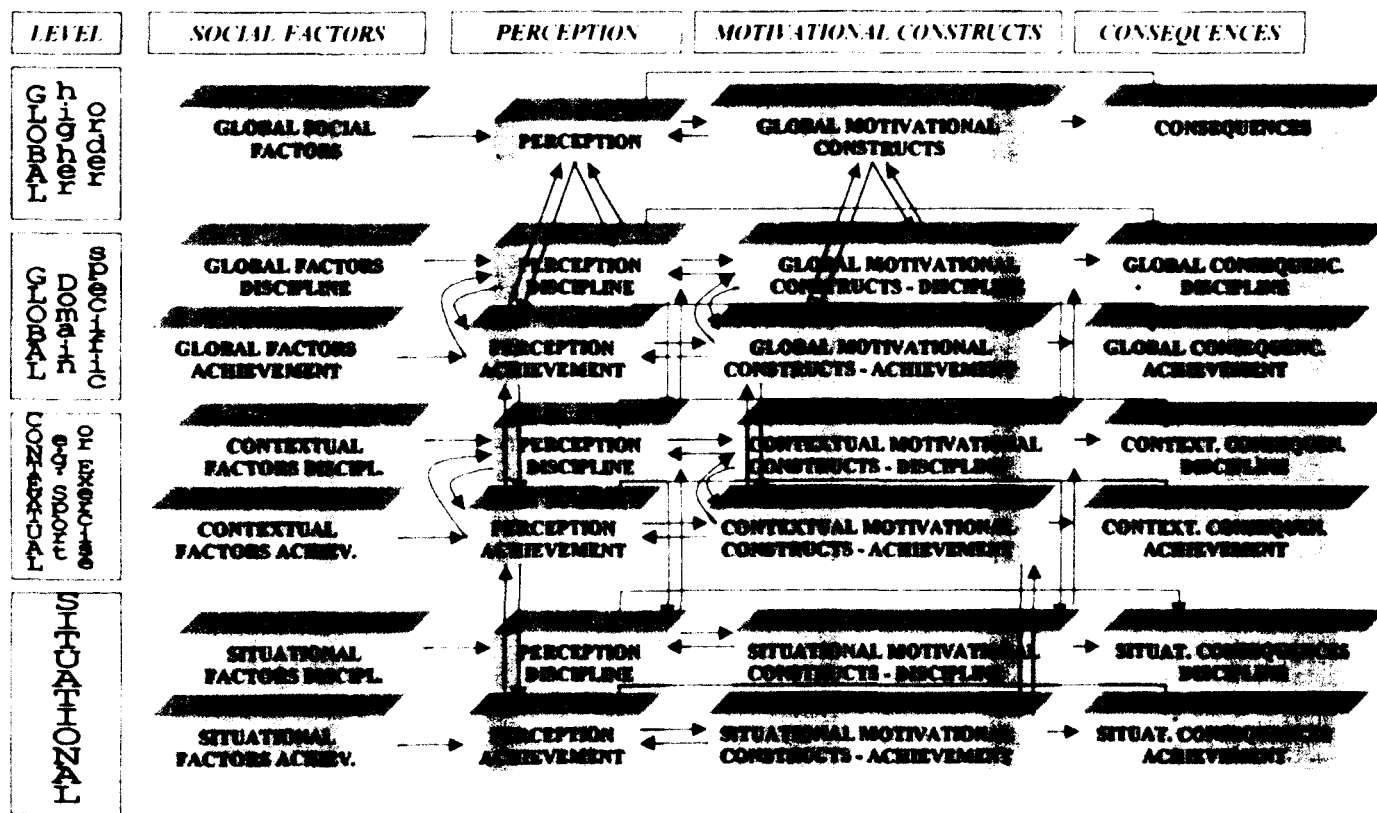 LEVEL
SOCIAL FACTORS
PERCEPTION
MOTIVATIONAL CONSTRUCTS
CONSEQUENCES
GLOBAL
higher
order
GLOBAL SOCIAL
FACTORS
PERCEPTION
GLOBAL MOTIVATIONAL
CONSTRUCTS
CONSEQUENCES
GLOBAL
Domain
specific
GLOBAL FACTORS
DISCIPLINE
PERCEPTION
DISCIPLINE
GLOBAL MOTIVATIONAL
CONSTRUCTS - DISCIPLINE
GLOBAL CONSEQUENC.
DISCIPLINE
GLOBAL FACTORS
ACHIEVEMENT
PERCEPTION
ACHIEVEMENT
GLOBAL MOTIVATIONAL
CONSTRUCTS - ACHIEVEMENT
GLOBAL CONSEQUENC.
ACHIEVEMENT
CONTEXTUAL
eg. Sport
or Exercise
CONTEXTUAL
FACTORS DISCIPL.
PERCEPTION
DISCIPLINE
CONTEXTUAL MOTIVATIONAL
CONSTRUCTS - DISCIPLINE
CONTEXT. CONSEQUEN.
DISCIPLINE
CONTEXTUAL
FACTORS ACHIEV.
PERCEPTION
ACHIEVEMENT
CONTEXTUAL MOTIVATIONAL
CONSTRUCTS - ACHIEVEMENT
CONTEXT. CONSEQUEN.
ACHIEVEMENT
SITUATIONAL
SITUATIONAL
FACTORS DISCIPL.
PERCEPTION
DISCIPLINE
SITUATIONAL MOTIVATIONAL
CONSTRUCTS - DISCIPLINE
SITUAT. CONSEQUENCES
DISCIPLINE
SITUATIONAL
FACTORS ACHIEV.
PERCEPTION
ACHIEVEMENT
SITUATIONAL MOTIVATIONAL
CONSTRUCTS - ACHIEVEMENT
SITUAT. CONSEQUENCES
ACHIEVEMENT